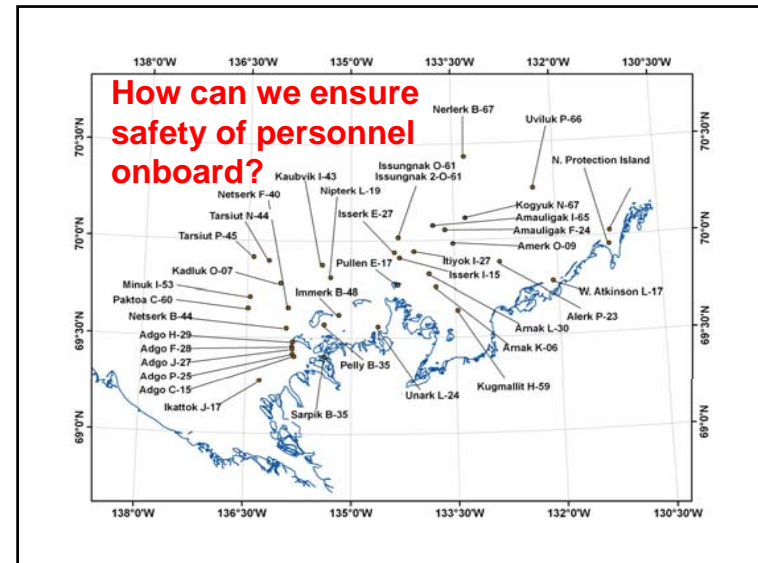 138°0'W 136°30'W 135°0'W 133°30'W 132°0'W 130°30'W
How can we ensure
safety of personnel
onboard?
Nerlerk B-67
Uviluk P-66
Issungnak O-61
Issungnak 2-O-61
N. Protection Island
Kaubvik I-43
Nipterk L-19
Netserk F-40
Isserk E-27
Kogyuk N-67
Tarsiut N-44
Amauligak I-65
Amauligak F-24
Tarsiut P-45
Amerk O-09
Pullen E-17
Itiyok I-27
Kadluk O-07
Isserk I-15
Minuk I-53
Immerk B-48
W. Atkinson L-17
Paktoa C-60
Alerk P-23
Netserk B-44
Arnak L-30
Adgo H-29
Adgo F-28
Arnak K-06
Adgo J-27
Pelly B-35
Adgo P-25
Kugmallit H-59
Adgo C-15
Unark L-24
Ikattok J-17
Sarpik B-35
70°30'N
70°0'N
69°30'N
69°0'N
70°30'N
70°0'N
69°30'N
69°0'N
138°0'W 136°30'W 135°0'W 133°30'W 132°0'W 130°30'W